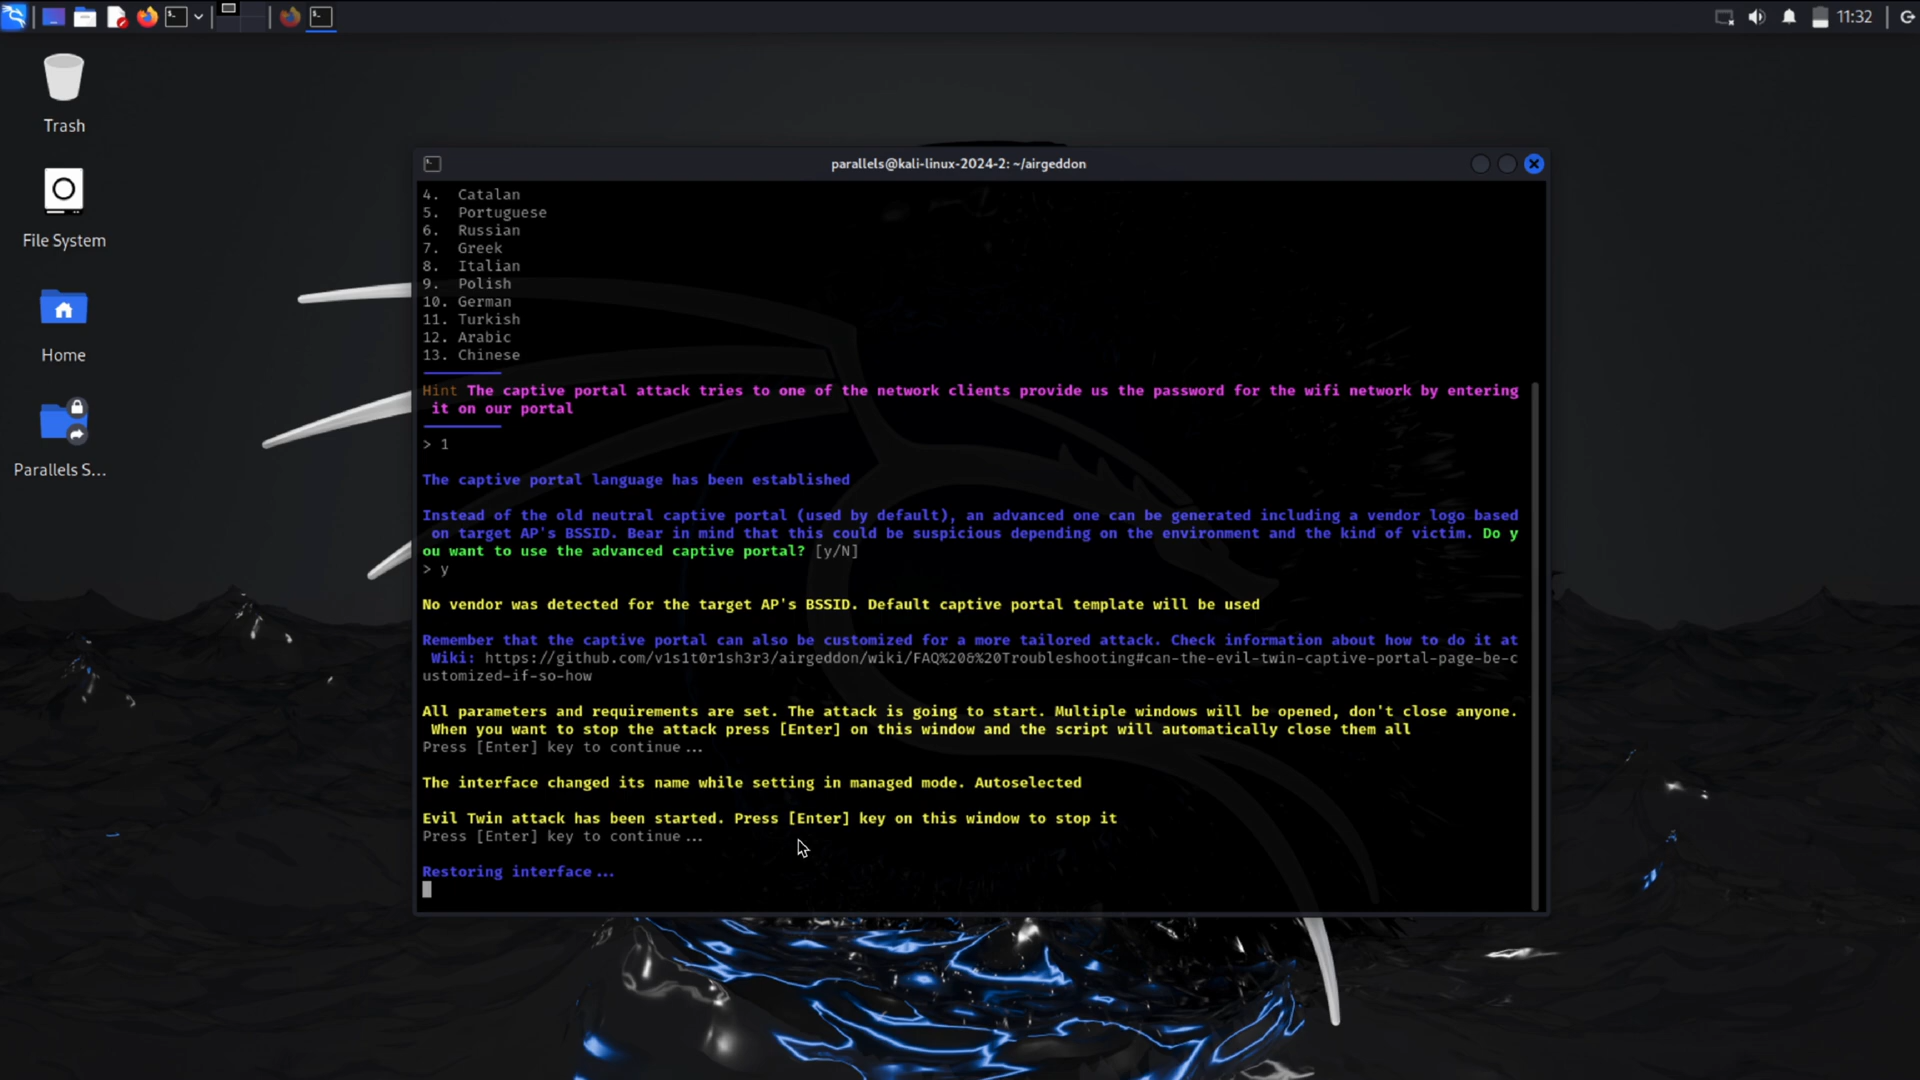 11:32
Trash
File System
Home
Parallels S...
parallels@kali-linux-2024-2: ~/airgeddon
4. Catalan
5. Portuguese
6. Russian
7. Greek
8. Italian
9. Polish
10. German
11. Turkish
12. Arabic
13. Chinese
Hint The captive portal attack tries to one of the network clients provide us the password for the wifi network by entering
it on our portal
> 1
The captive portal language has been established
Instead of the old neutral captive portal (used by default), an advanced one can be generated including a vendor logo based
on target AP's BSSID. Bear in mind that this could be suspicious depending on the environment and the kind of victim. Do y
ou want to use the advanced captive portal? [y/N]
> y
No vendor was detected for the target AP's BSSID. Default captive portal template will be used
Remember that the captive portal can also be customized for a more tailored attack. Check information about how to do it at
Wiki: https://github.com/v1s1t0r1sh3r3/airgeddon/wiki/FAQ%20&%20Troubleshooting#can-the-evil-twin-captive-portal-page-be-c
ustomized-if-so-how
All parameters and requirements are set. The attack is going to start. Multiple windows will be opened, don't close anyone.
When you want to stop the attack press [Enter] on this window and the script will automatically close them all
Press [Enter] key to continue...
The interface changed its name while setting in managed mode. Autoselected
Evil Twin attack has been started. Press [Enter] key on this window to stop it
Press [Enter] key to continue...
Restoring interface...